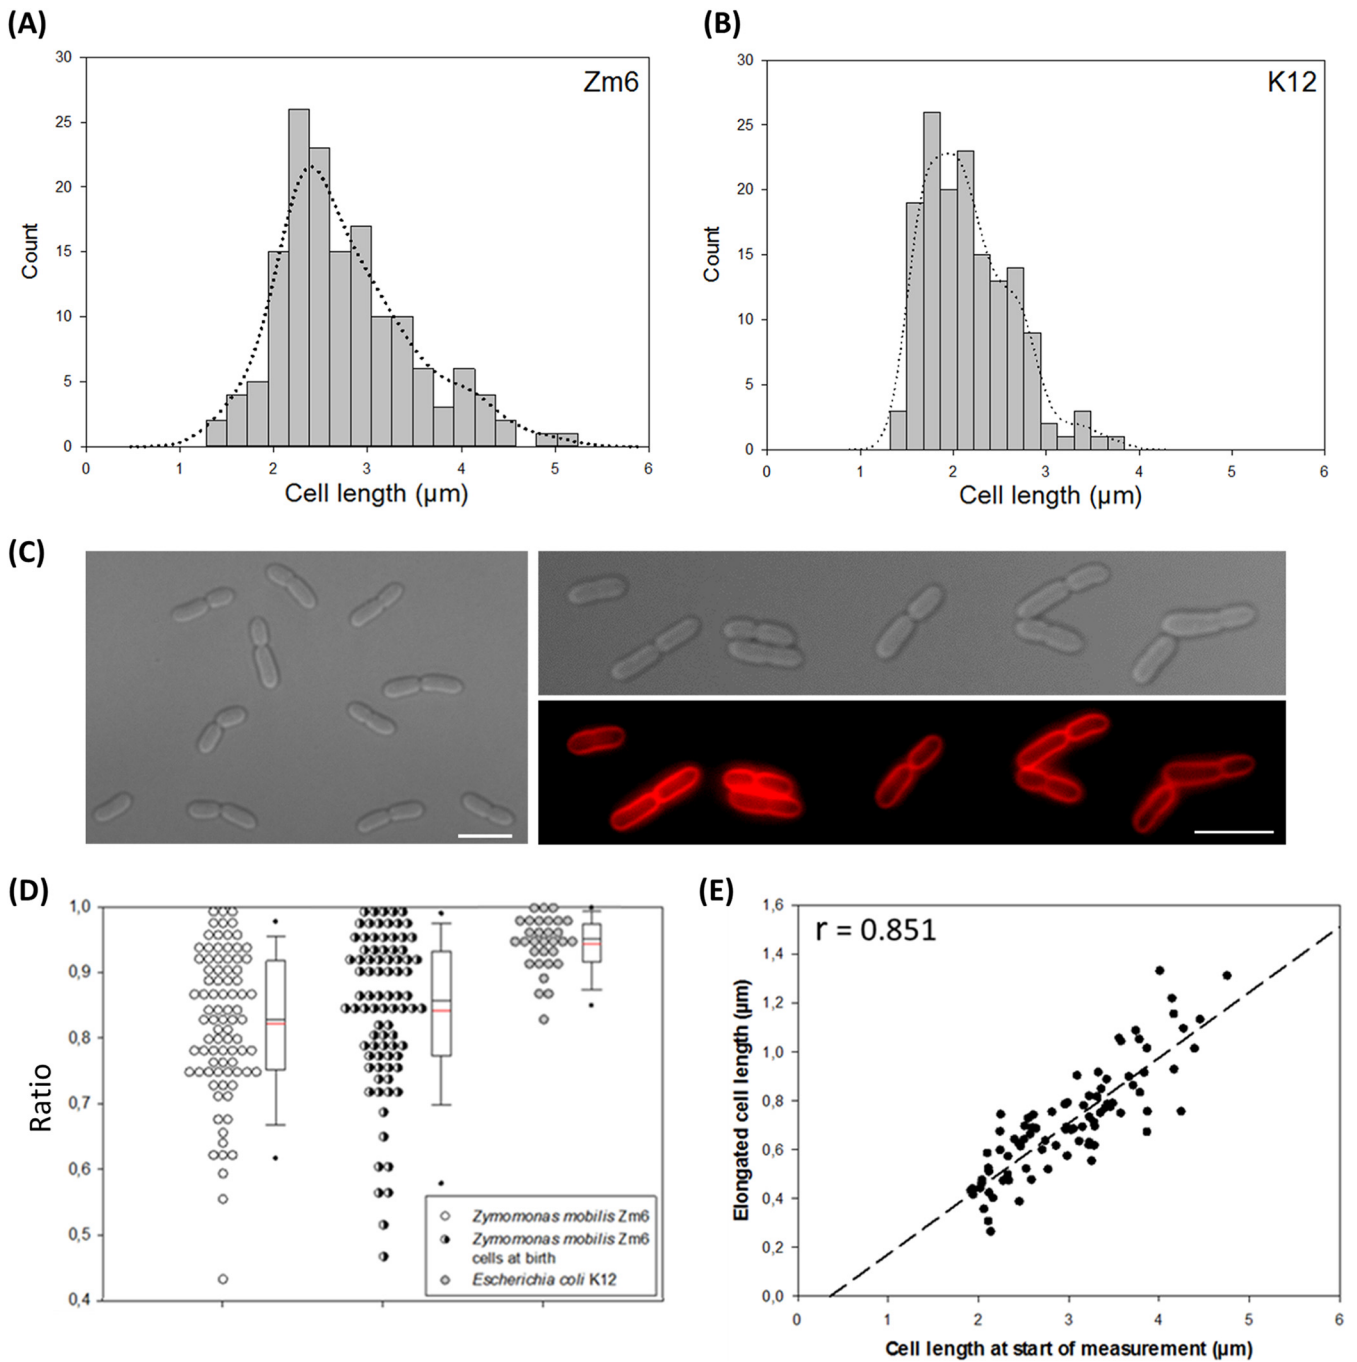 (A)
Zm6
30
25
20
15
10
5
0
Count
0 1 2 3 4 5 6
Cell length (µm)
(B)
K12
30
25
20
15
10
5
0
Count
0 1 2 3 4 5 6
Cell length (µm)
(C)
(D)
1,0
0,9
0,8
0,7
0,6
0,5
0,4
Ratio
Zymomonas mobilis Zm6
Zymomonas mobilis Zm6
cells at birth
Escherichia coli K12
(E)
r = 0.851
1,6
1,4
1,2
1,0
0,8
0,6
0,4
0,2
0,0
Elongated cell length (µm)
0 1 2 3 4 5 6
Cell length at start of measurement (µm)